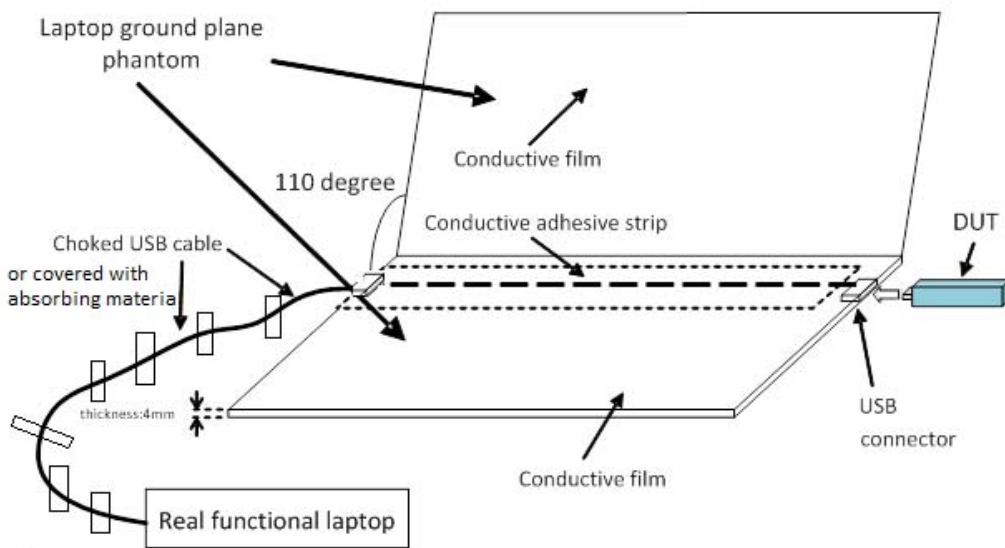 Laptop ground plane
phantom
Conductive film
110 degree
Conductive adhesive strip
DUT
Choked USB cable
or covered with
absorbing materia
thickness:4mm
USB
connector
Conductive film
Real functional laptop